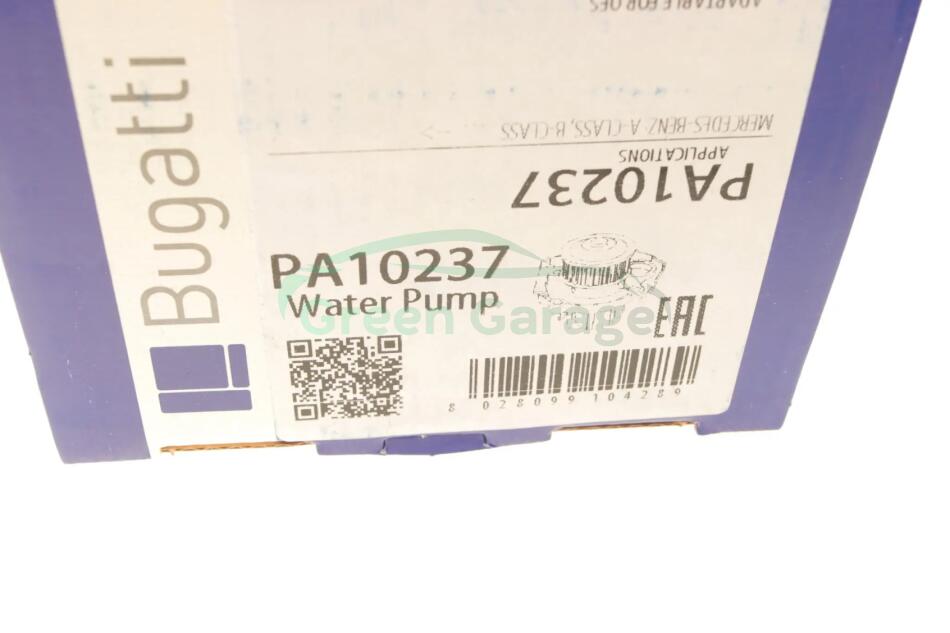 ADAPTABLE FOR OES
MERCEDES-BENZ A-CLASS, B-CLASS ... -->
APPLICATIONS
PA10237
Bugatti
PA10237
Water Pump
Green Garage
EAC
8 028099 104289